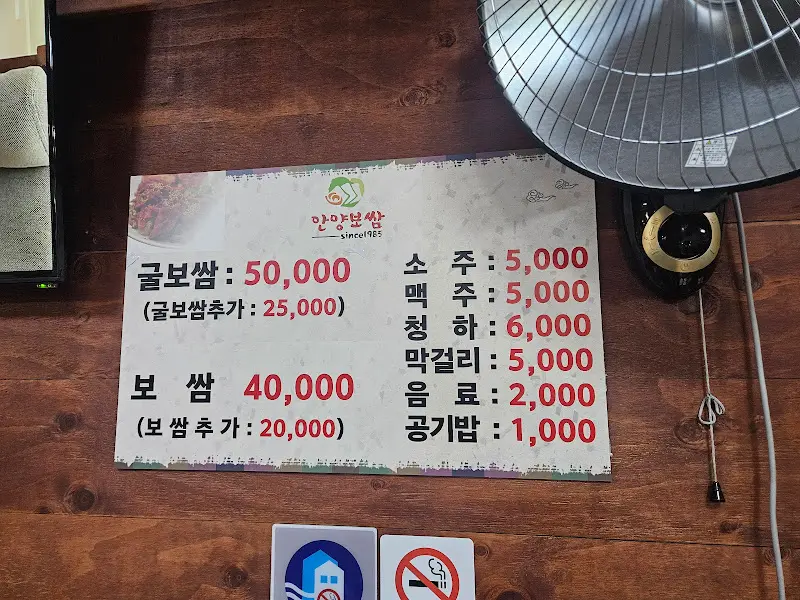 안양보쌈
since1985
굴보쌈 : 50,000
(굴보쌈추가 : 25,000)
보 쌈 40,000
(보 쌈 추 가 : 20,000)
소 주 : 5,000
맥 주 : 5,000
청 하 : 6,000
막걸리 : 5,000
음 료 : 2,000
공기밥 : 1,000